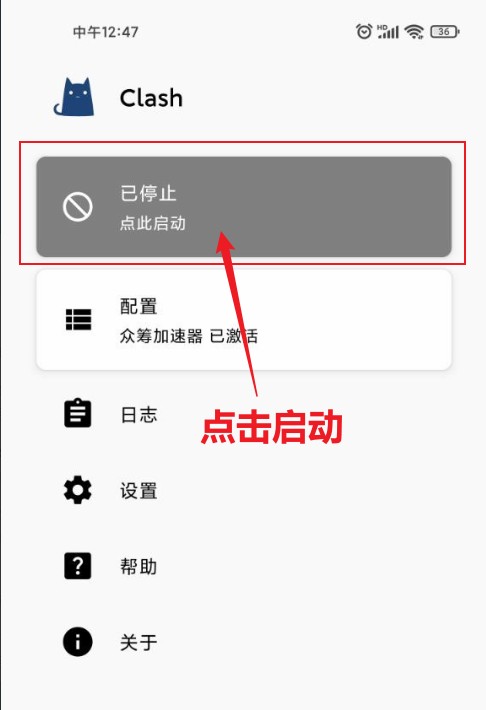 中午12:47
HD
36
Clash
已停止
点此启动
配置
众筹加速器 已激活
日志
点击启动
设置
帮助
关于